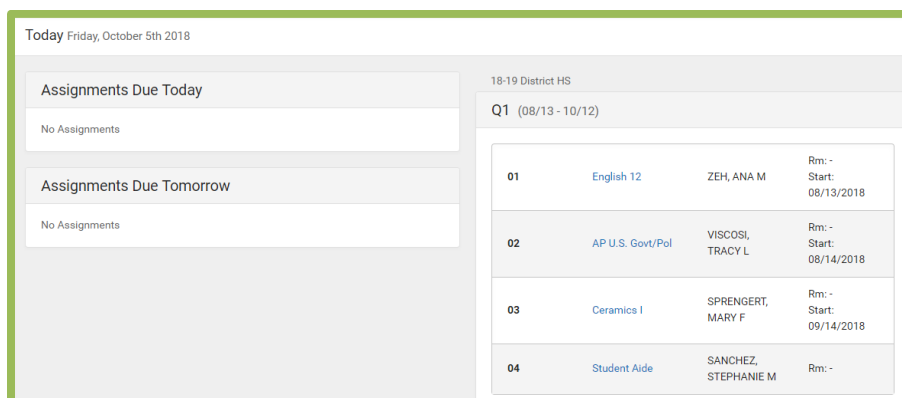 Today Friday, October 5th 2018
Assignments Due Today
No Assignments
Assignments Due Tomorrow
No Assignments
18-19 District HS
Q1 (08/13 - 10/12)
01 English 12 ZEH, ANA M Rm: -
Start:
08/13/2018
02 AP U.S. Govt/Pol VISCOSI,
TRACY L Rm: -
Start:
08/14/2018
03 Ceramics I SPRENGERT,
MARY F Rm: -
Start:
09/14/2018
04 Student Aide SANCHEZ,
STEPHANIE M Rm: -